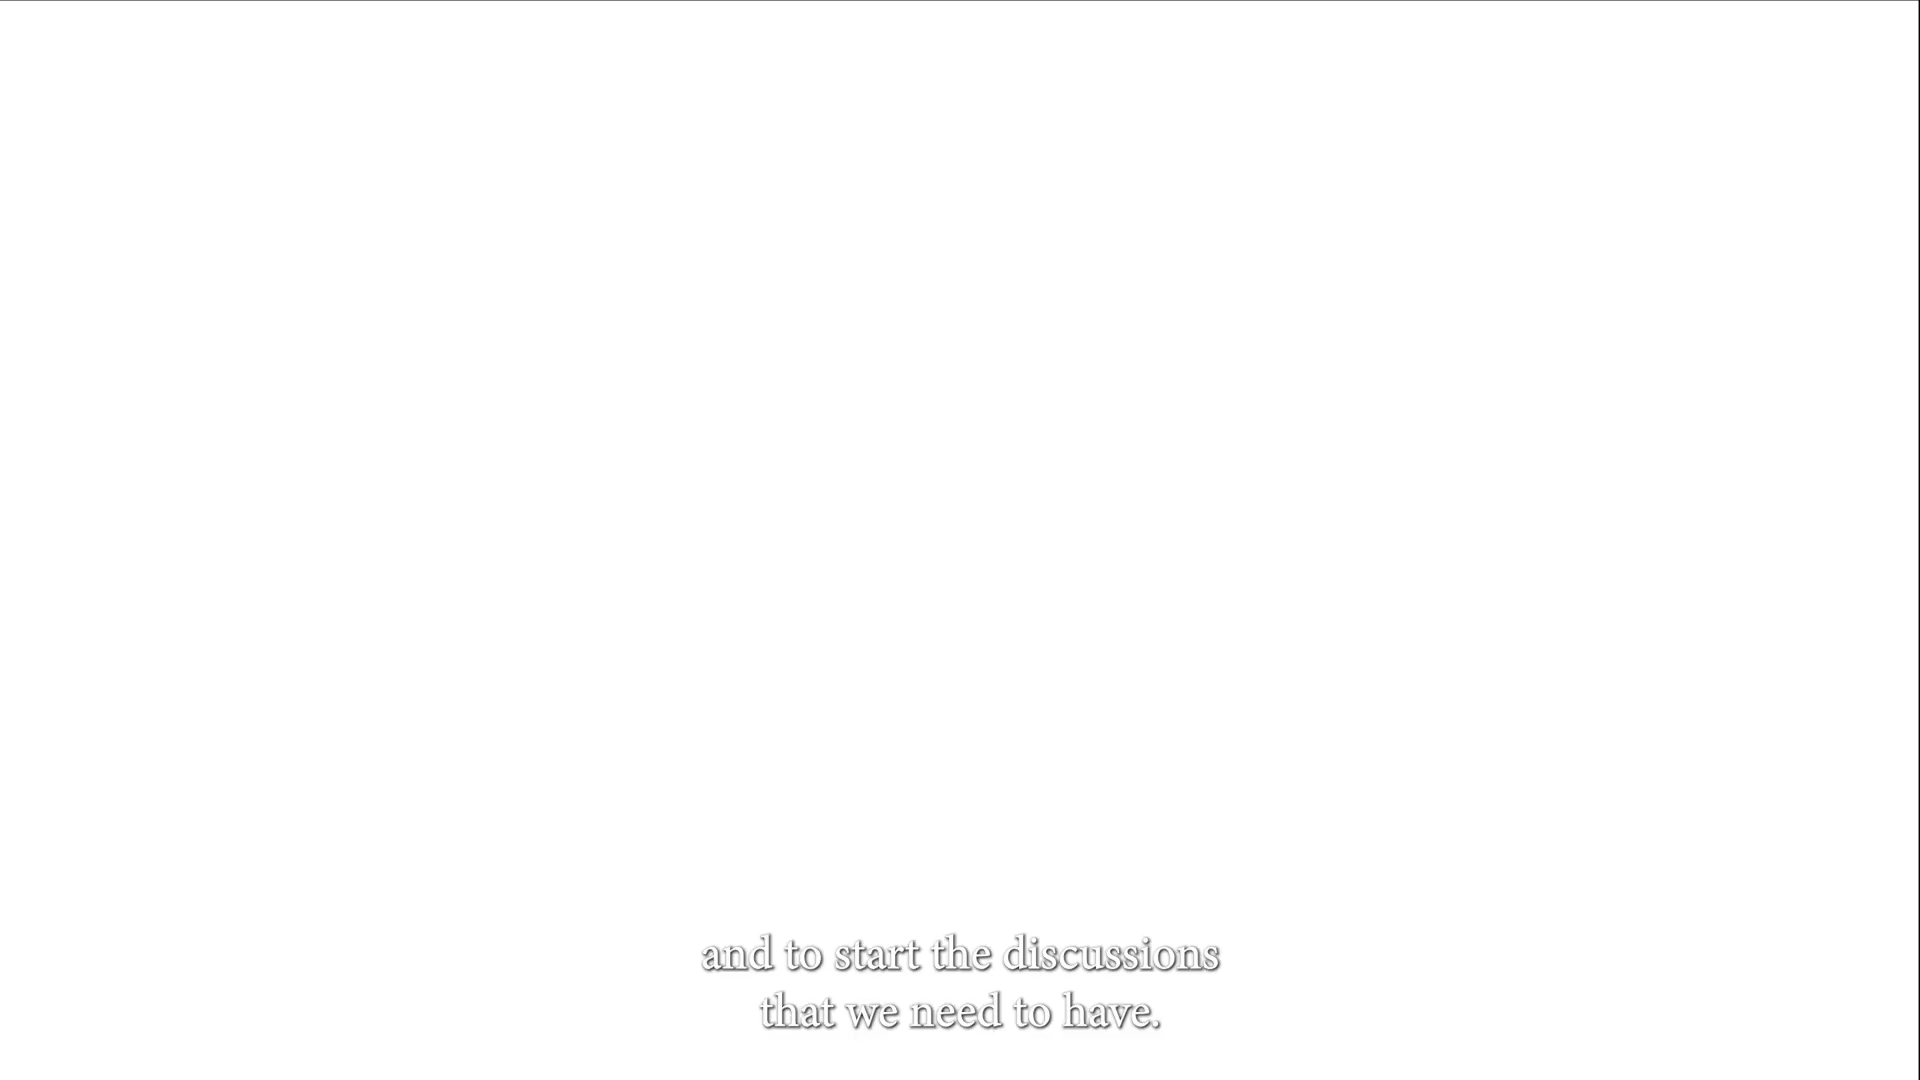 and to start the discussions
that we need to have.